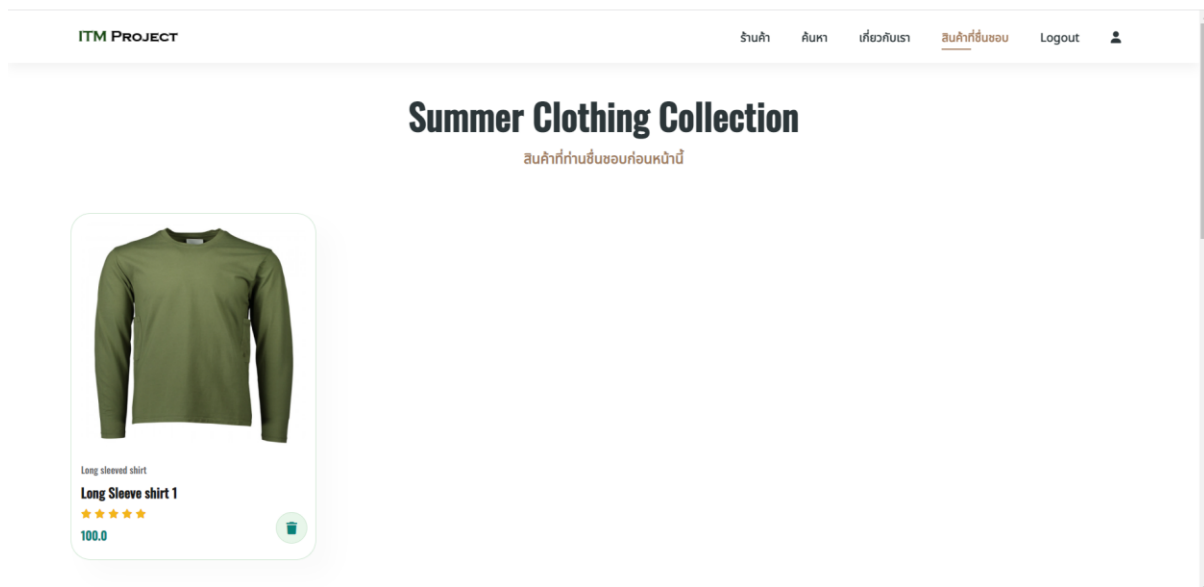 ITM PROJECT
ร้านค้า ค้นหา เกี่ยวกับเรา สินค้าที่ชื่นชอบ Logout
Summer Clothing Collection
สินค้าที่ท่านชื่นชอบก่อนหน้านี้
Long sleeved shirt
Long Sleeve shirt 1
100.0